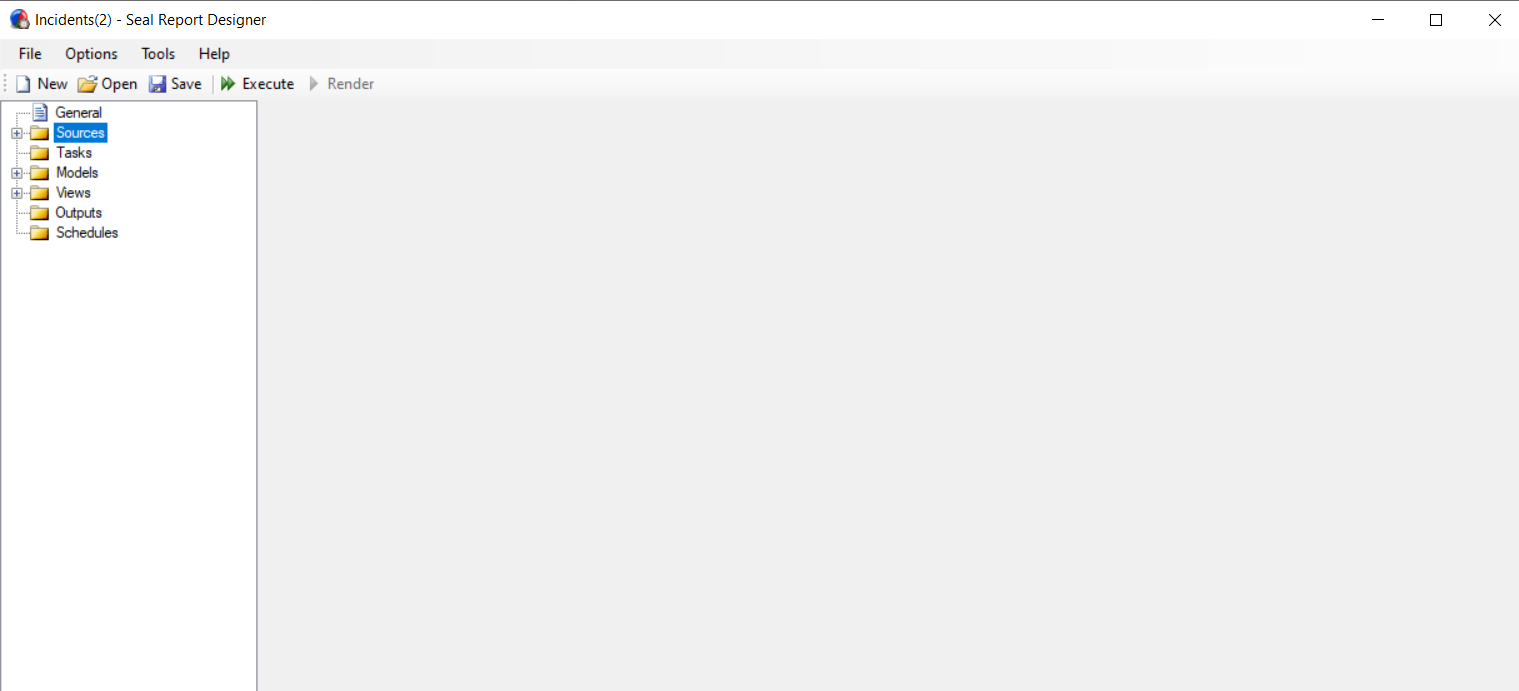 Incidents(2) - Seal Report Designer
File Options Tools Help
New Open Save Execute Render
General
Sources
Tasks
Models
Views
Outputs
Schedules